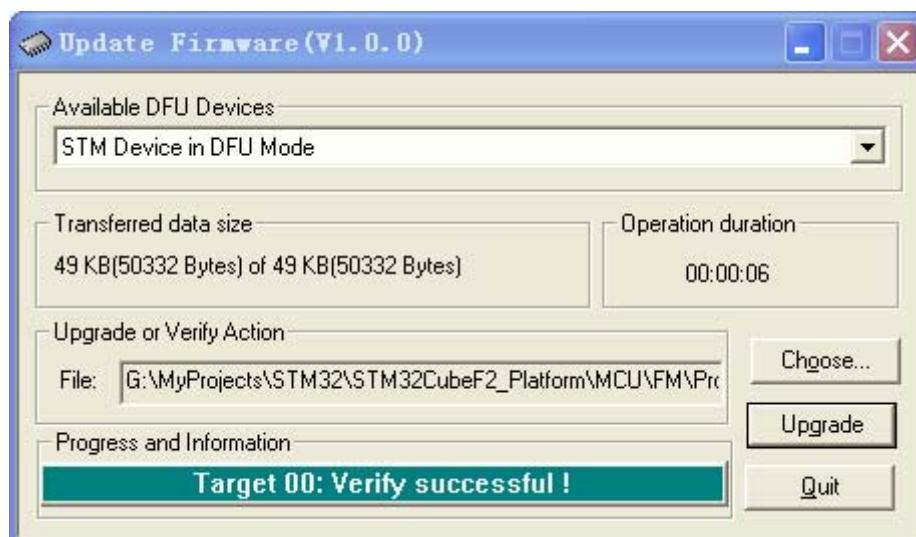 Update Firmware(V1.0.0)
Available DFU Devices
STM Device in DFU Mode
Transferred data size
49 KB(50332 Bytes) of 49 KB(50332 Bytes)
Operation duration
00:00:06
Upgrade or Verify Action
File: G:\MyProjects\STM32\STM32CubeF2_Platform\MCU\FM\Pro
Choose...
Upgrade
Progress and Information
Target 00: Verify successful !
Quit